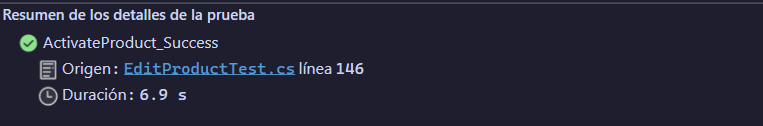 Resumen de los detalles de la prueba
ActivateProduct_Success
Origen: EditProductTest.cs línea 146
Duración: 6.9 s